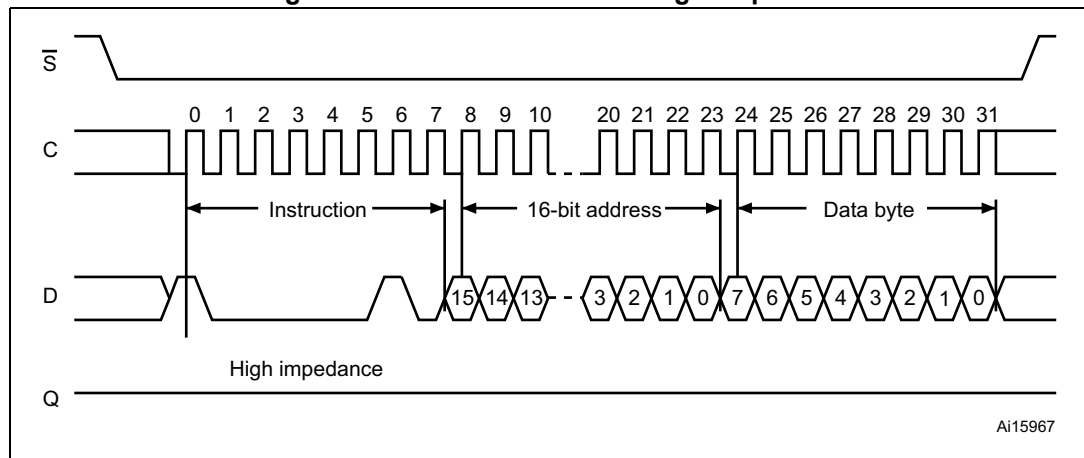 S
0 1 2 3 4 5 6 7 8 9 10 20 21 22 23 24 25 26 27 28 29 30 31
C
Instruction 16-bit address Data byte
D
15 14 13 3 2 1 0 7 6 5 4 3 2 1 0
High impedance
Q
Ai15967